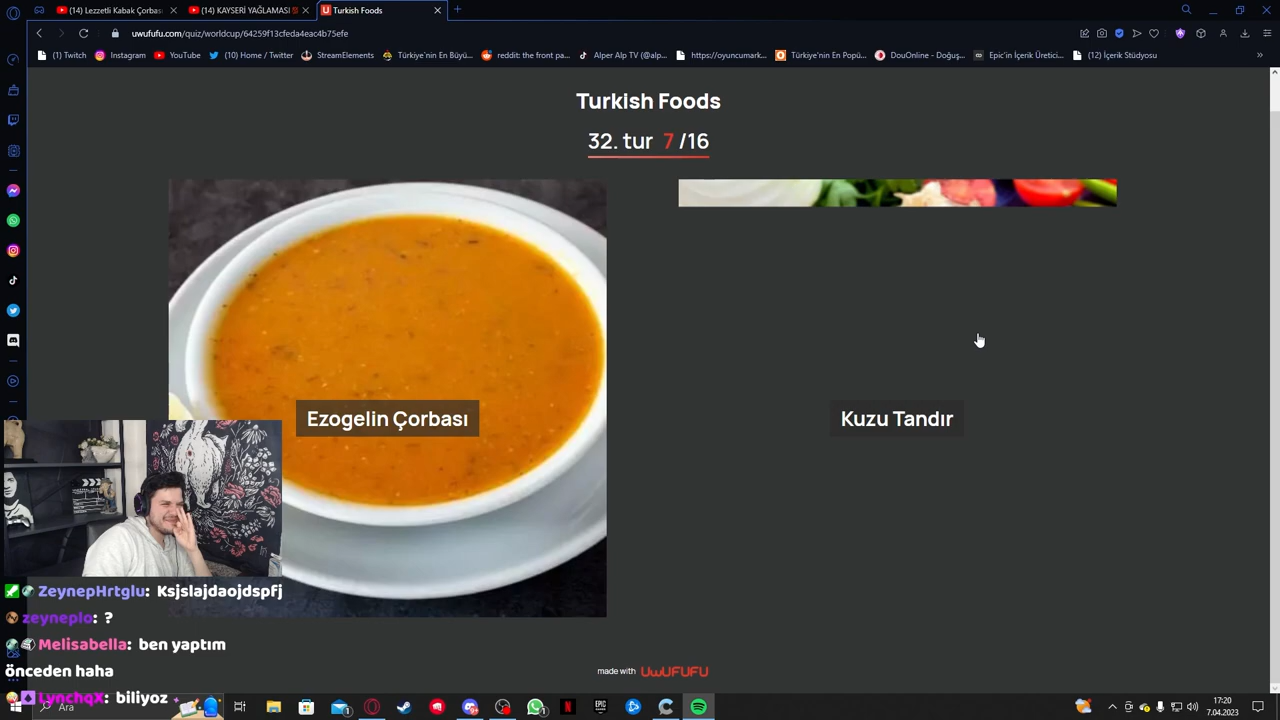 (14) Lezzetli Kabak Çorbası
(14) KAYSERİ YAĞLAMASI
Turkish Foods
uwufufu.com/quiz/worldcup/64259f13cfeda4eac4b75efe
(1) Twitch
Instagram
YouTube
(10) Home / Twitter
StreamElements
Türkiye'nin En Büyü...
reddit: the front pa...
Alper Alp TV (@alp...
https://oyuncumark...
Türkiye'nin En Popü...
DouOnline - Doğuş...
Epic'in İçerik Üretici...
(12) İçerik Stüdyosu
Turkish Foods
32. tur 7 /16
Ezogelin Çorbası
Kuzu Tandır
ZeynepHrtglu: Ksjslajdaojdspfj
zeyneplo: ?
Melisabella: ben yaptım
önceden haha
LynchqX: biliyoz
made with UWUFUFU
Ara
EPIC
GAMES
17:20
7.04.2023